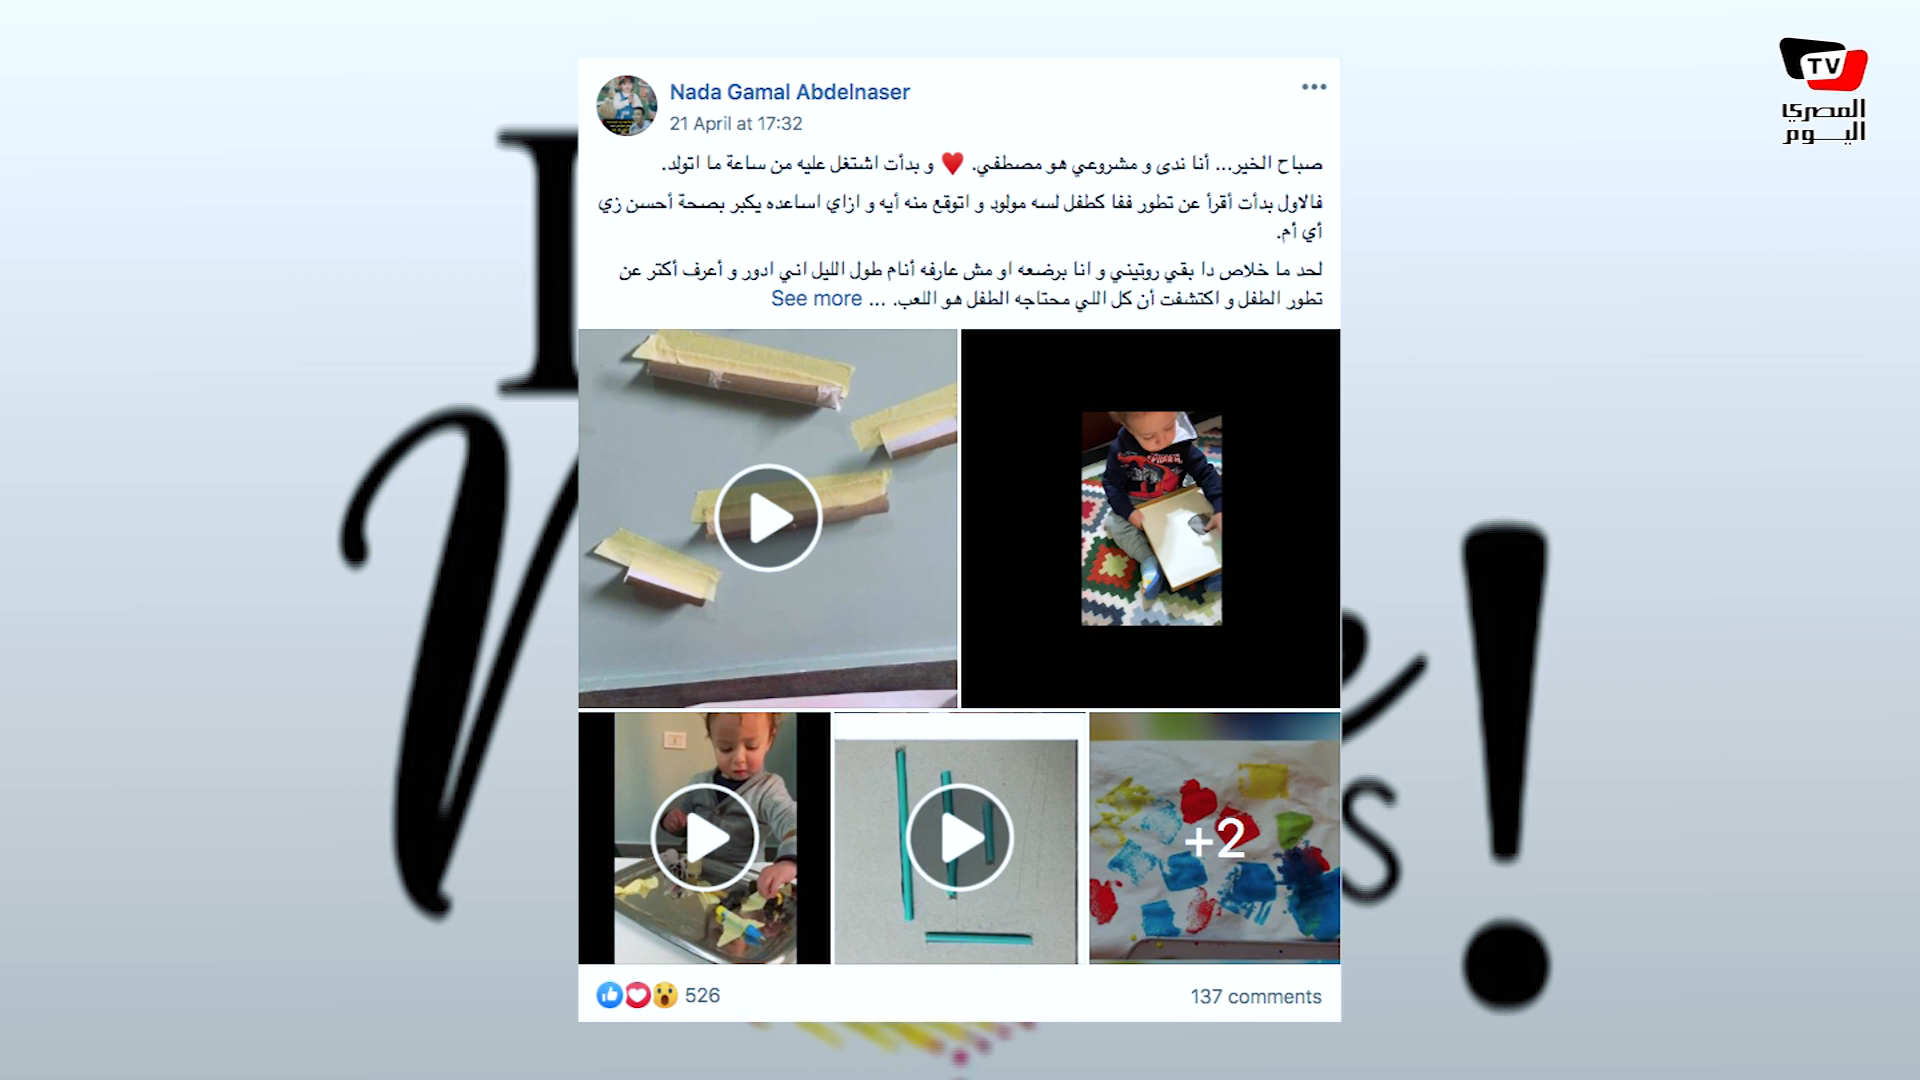 TV
المصري
اليوم
Nada Gamal Abdelnaser
21 April at 17:32
صباح الخير... أنا ندى و مشروعي هو مصطفي. ♥ و بدأت اشتغل عليه من ساعة ما اتولد.
فالاول بدأت أقرأ عن تطور ففا كطفل لسه مولود و اتوقع منه أيه و ازاي اساعده يكبر بصحة أحسن زي
أي أم.
لحد ما خلاص دا بقي روتيني و انا برضعه او مش عارفه أنام طول الليل اني ادور و أعرف أكتر عن
تطور الطفل و اكتشفت أن كل اللي محتاجه الطفل هو اللعب. ... See more
+2
526
137 comments